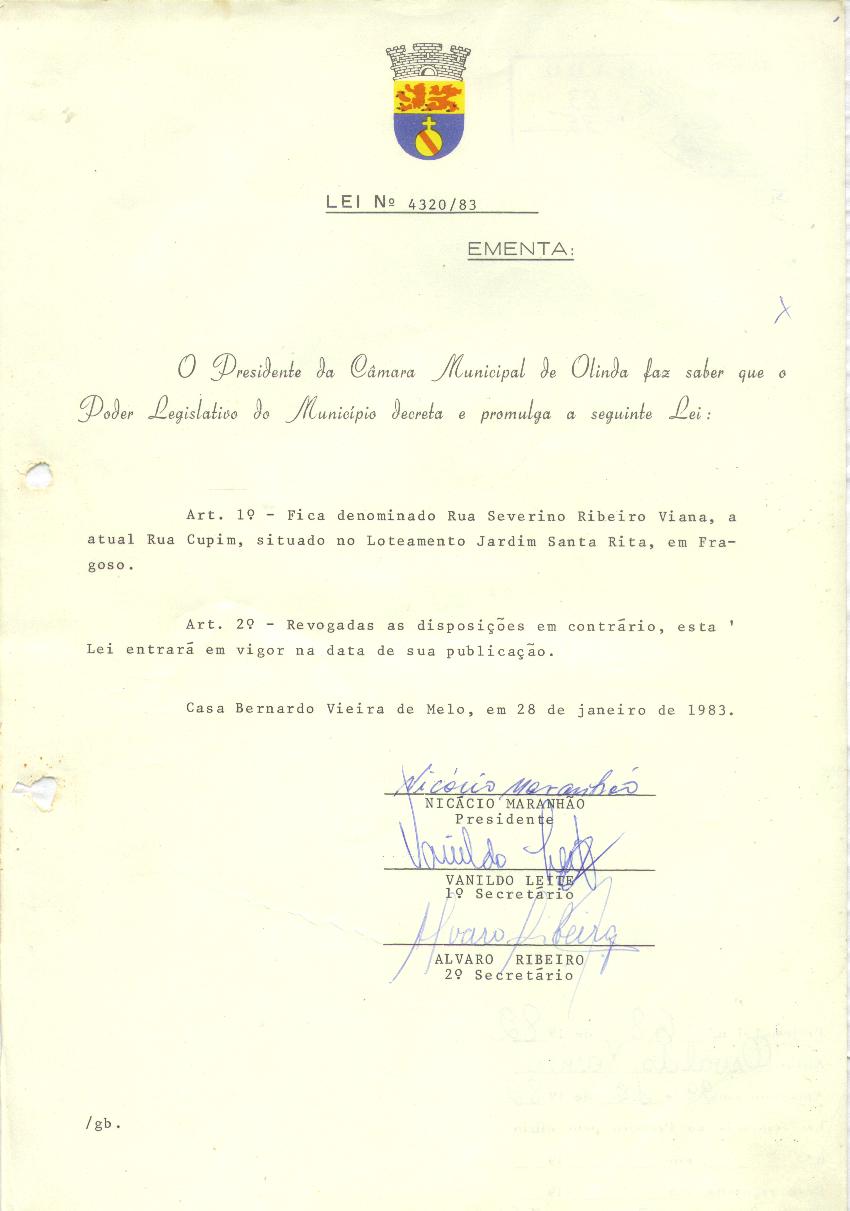 LEI Nº 4320/83
EMENTA:
O Presidente da Câmara Municipal de Olinda faz saber que o
Poder Legislativo do Município decreta e promulga a seguinte Lei:
Art. 1º - Fica denominado Rua Severino Ribeiro Viana, a
atual Rua Cupim, situado no Loteamento Jardim Santa Rita, em Fra-
goso.
Art. 2º - Revogadas as disposições em contrário, esta '
Lei entrará em vigor na data de sua publicação.
Casa Bernardo Vieira de Melo, em 28 de janeiro de 1983.
Nicácio Maranhão
NICÁCIO MARANHÃO
Presidente
Vanildo Leite
VANILDO LEITE
1º Secretário
Alvaro Ribeiro
ALVARO RIBEIRO
2º Secretário
/gb.